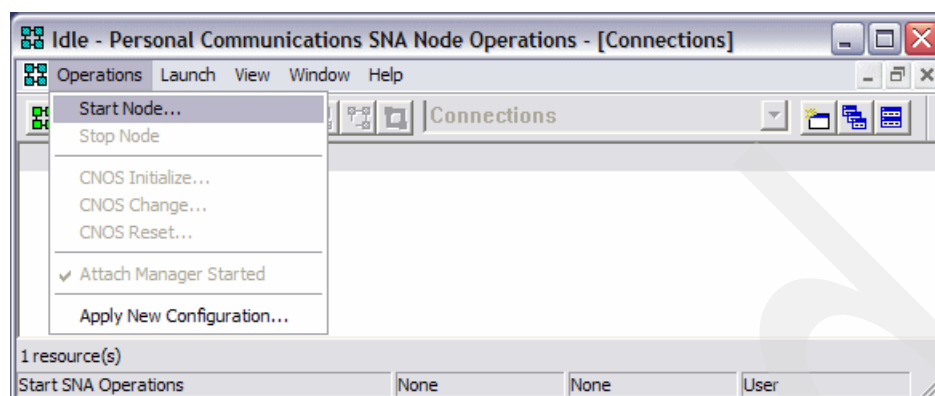 Idle - Personal Communications SNA Node Operations - [Connections]
Operations Launch View Window Help
Connections
Start Node...
Stop Node
CNOS Initialize...
CNOS Change...
CNOS Reset...
Attach Manager Started
Apply New Configuration...
1 resource(s)
Start SNA Operations None None User